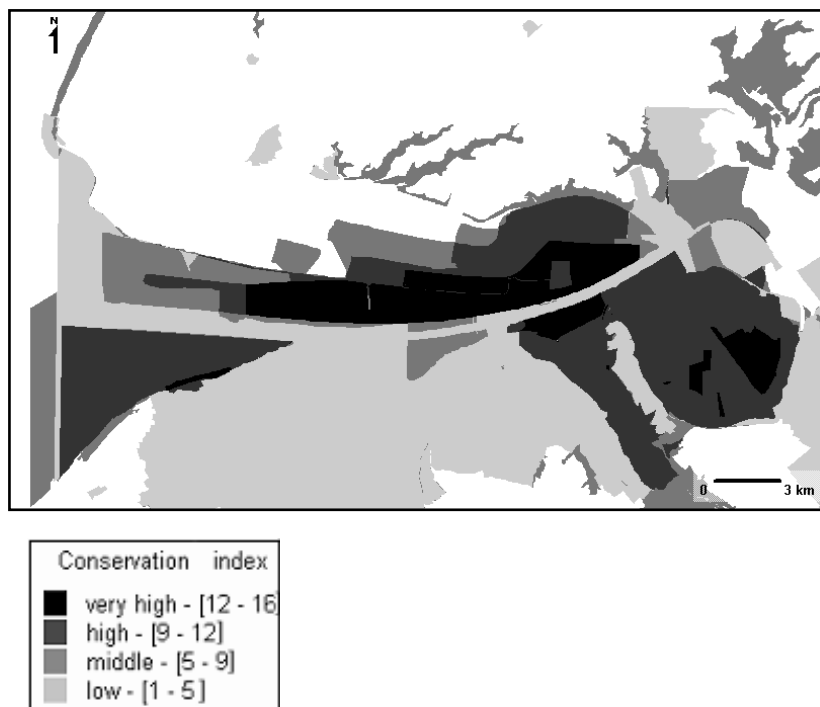 N
0 3 km
Conservation index
very high - [12 - 16]
high - [9 - 12]
middle - [5 - 9]
low - [1 - 5]